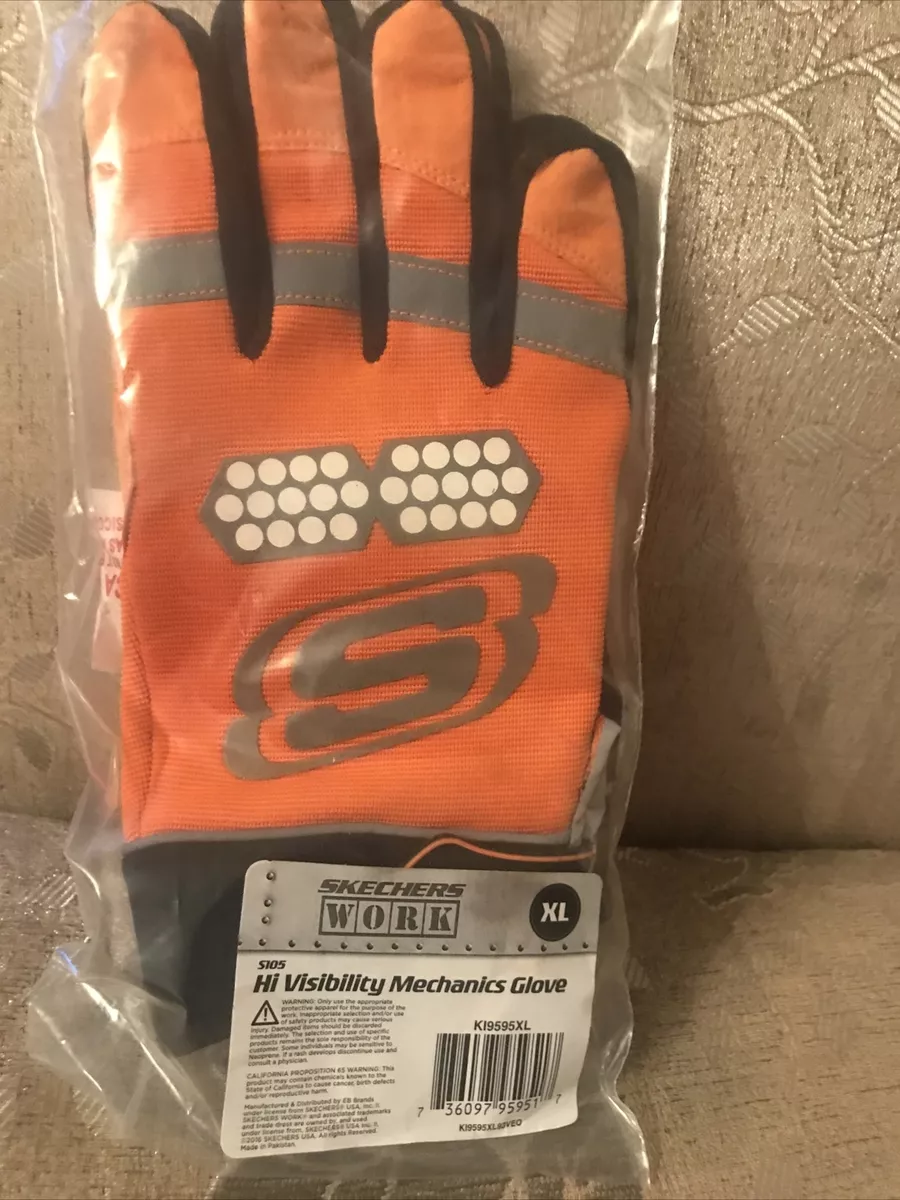 S
SKECHERS
WORK
XL
S105
Hi Visibility Mechanics Glove
WARNING: Only use the appropriate
protective apparel for the purpose of the
work. Inappropriate selection and/or use
of safety products may cause serious
injury. Damaged items should be discarded
immediately. The selection and use of specific
products remains the sole responsibility of the
customer. Some individuals may be sensitive to
Neoprene. If a rash develops discontinue use and
consult a physician.
CALIFORNIA PROPOSITION 65 WARNING: This
product may contain chemicals known to the
State of California to cause cancer, birth defects
and/or reproductive harm.
Manufactured & Distributed by EB Brands
under license from SKECHERS® USA, Inc. II.
SKECHERS WORK® and associated trademarks
and trade dress are owned by, and used
under license from, SKECHERS® USA Inc. II.
©2016 SKECHERS USA, All rights Reserved.
Made in Pakistan.
KI9595XL
7 36097 95951 7
KI9595XL93VEQ